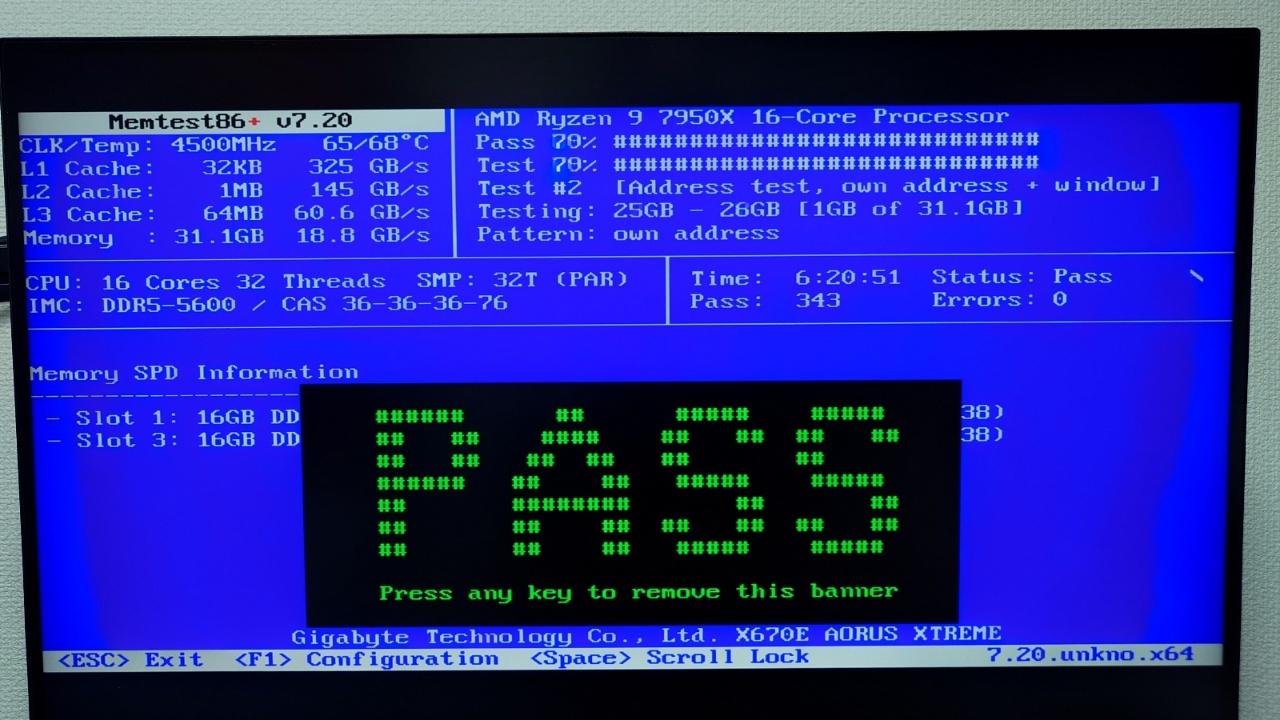 Memtest86+ v7.20
AMD Ryzen 9 7950X 16-Core Processor
CLK/Temp: 4500MHz 65/68°C
Pass 70% ########################################
L1 Cache: 32KB 325 GB/s
Test 70% ########################################
L2 Cache: 1MB 145 GB/s
Test #2 [Address test, own address + window]
L3 Cache: 64MB 60.6 GB/s
Testing: 25GB - 26GB [1GB of 31.1GB]
Memory : 31.1GB 18.8 GB/s
Pattern: own address
CPU: 16 Cores 32 Threads SMP: 32T (PAR)
Time: 6:20:51 Status: Pass \
IMC: DDR5-5600 / CAS 36-36-36-76
Pass: 343 Errors: 0
Memory SPD Information
- Slot 1: 16GB DD 38)
- Slot 3: 16GB DD 38)
PASS
Press any key to remove this banner
Gigabyte Technology Co., Ltd. X670E AORUS XTREME
<ESC> Exit <F1> Configuration <Space> Scroll Lock 7.20.unkno.x64